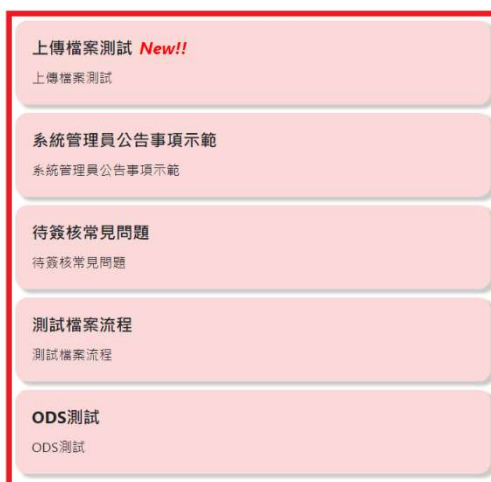 上傳檔案測試 New!!
上傳檔案測試
系統管理員公告事項示範
系統管理員公告事項示範
待簽核常見問題
待簽核常見問題
測試檔案流程
測試檔案流程
ODS測試
ODS測試